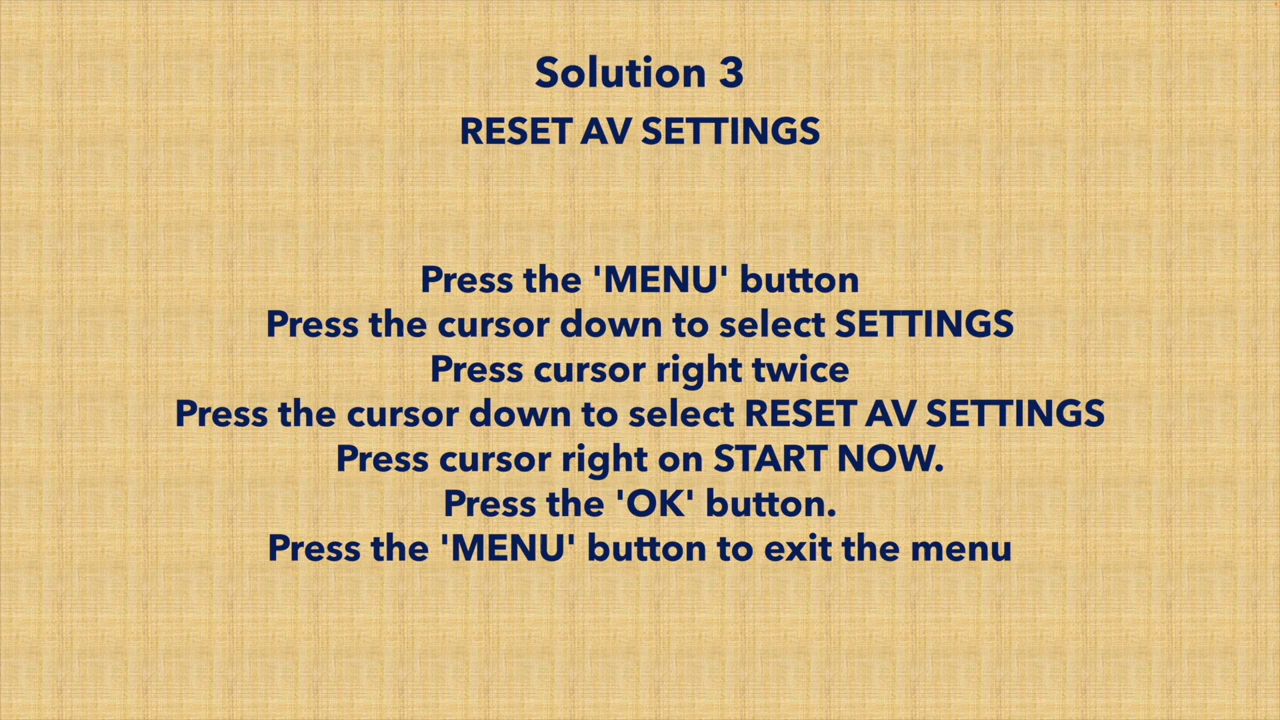 Solution 3
RESET AV SETTINGS
Press the 'MENU' button
Press the cursor down to select SETTINGS
Press cursor right twice
Press the cursor down to select RESET AV SETTINGS
Press cursor right on START NOW.
Press the 'OK' button.
Press the 'MENU' button to exit the menu